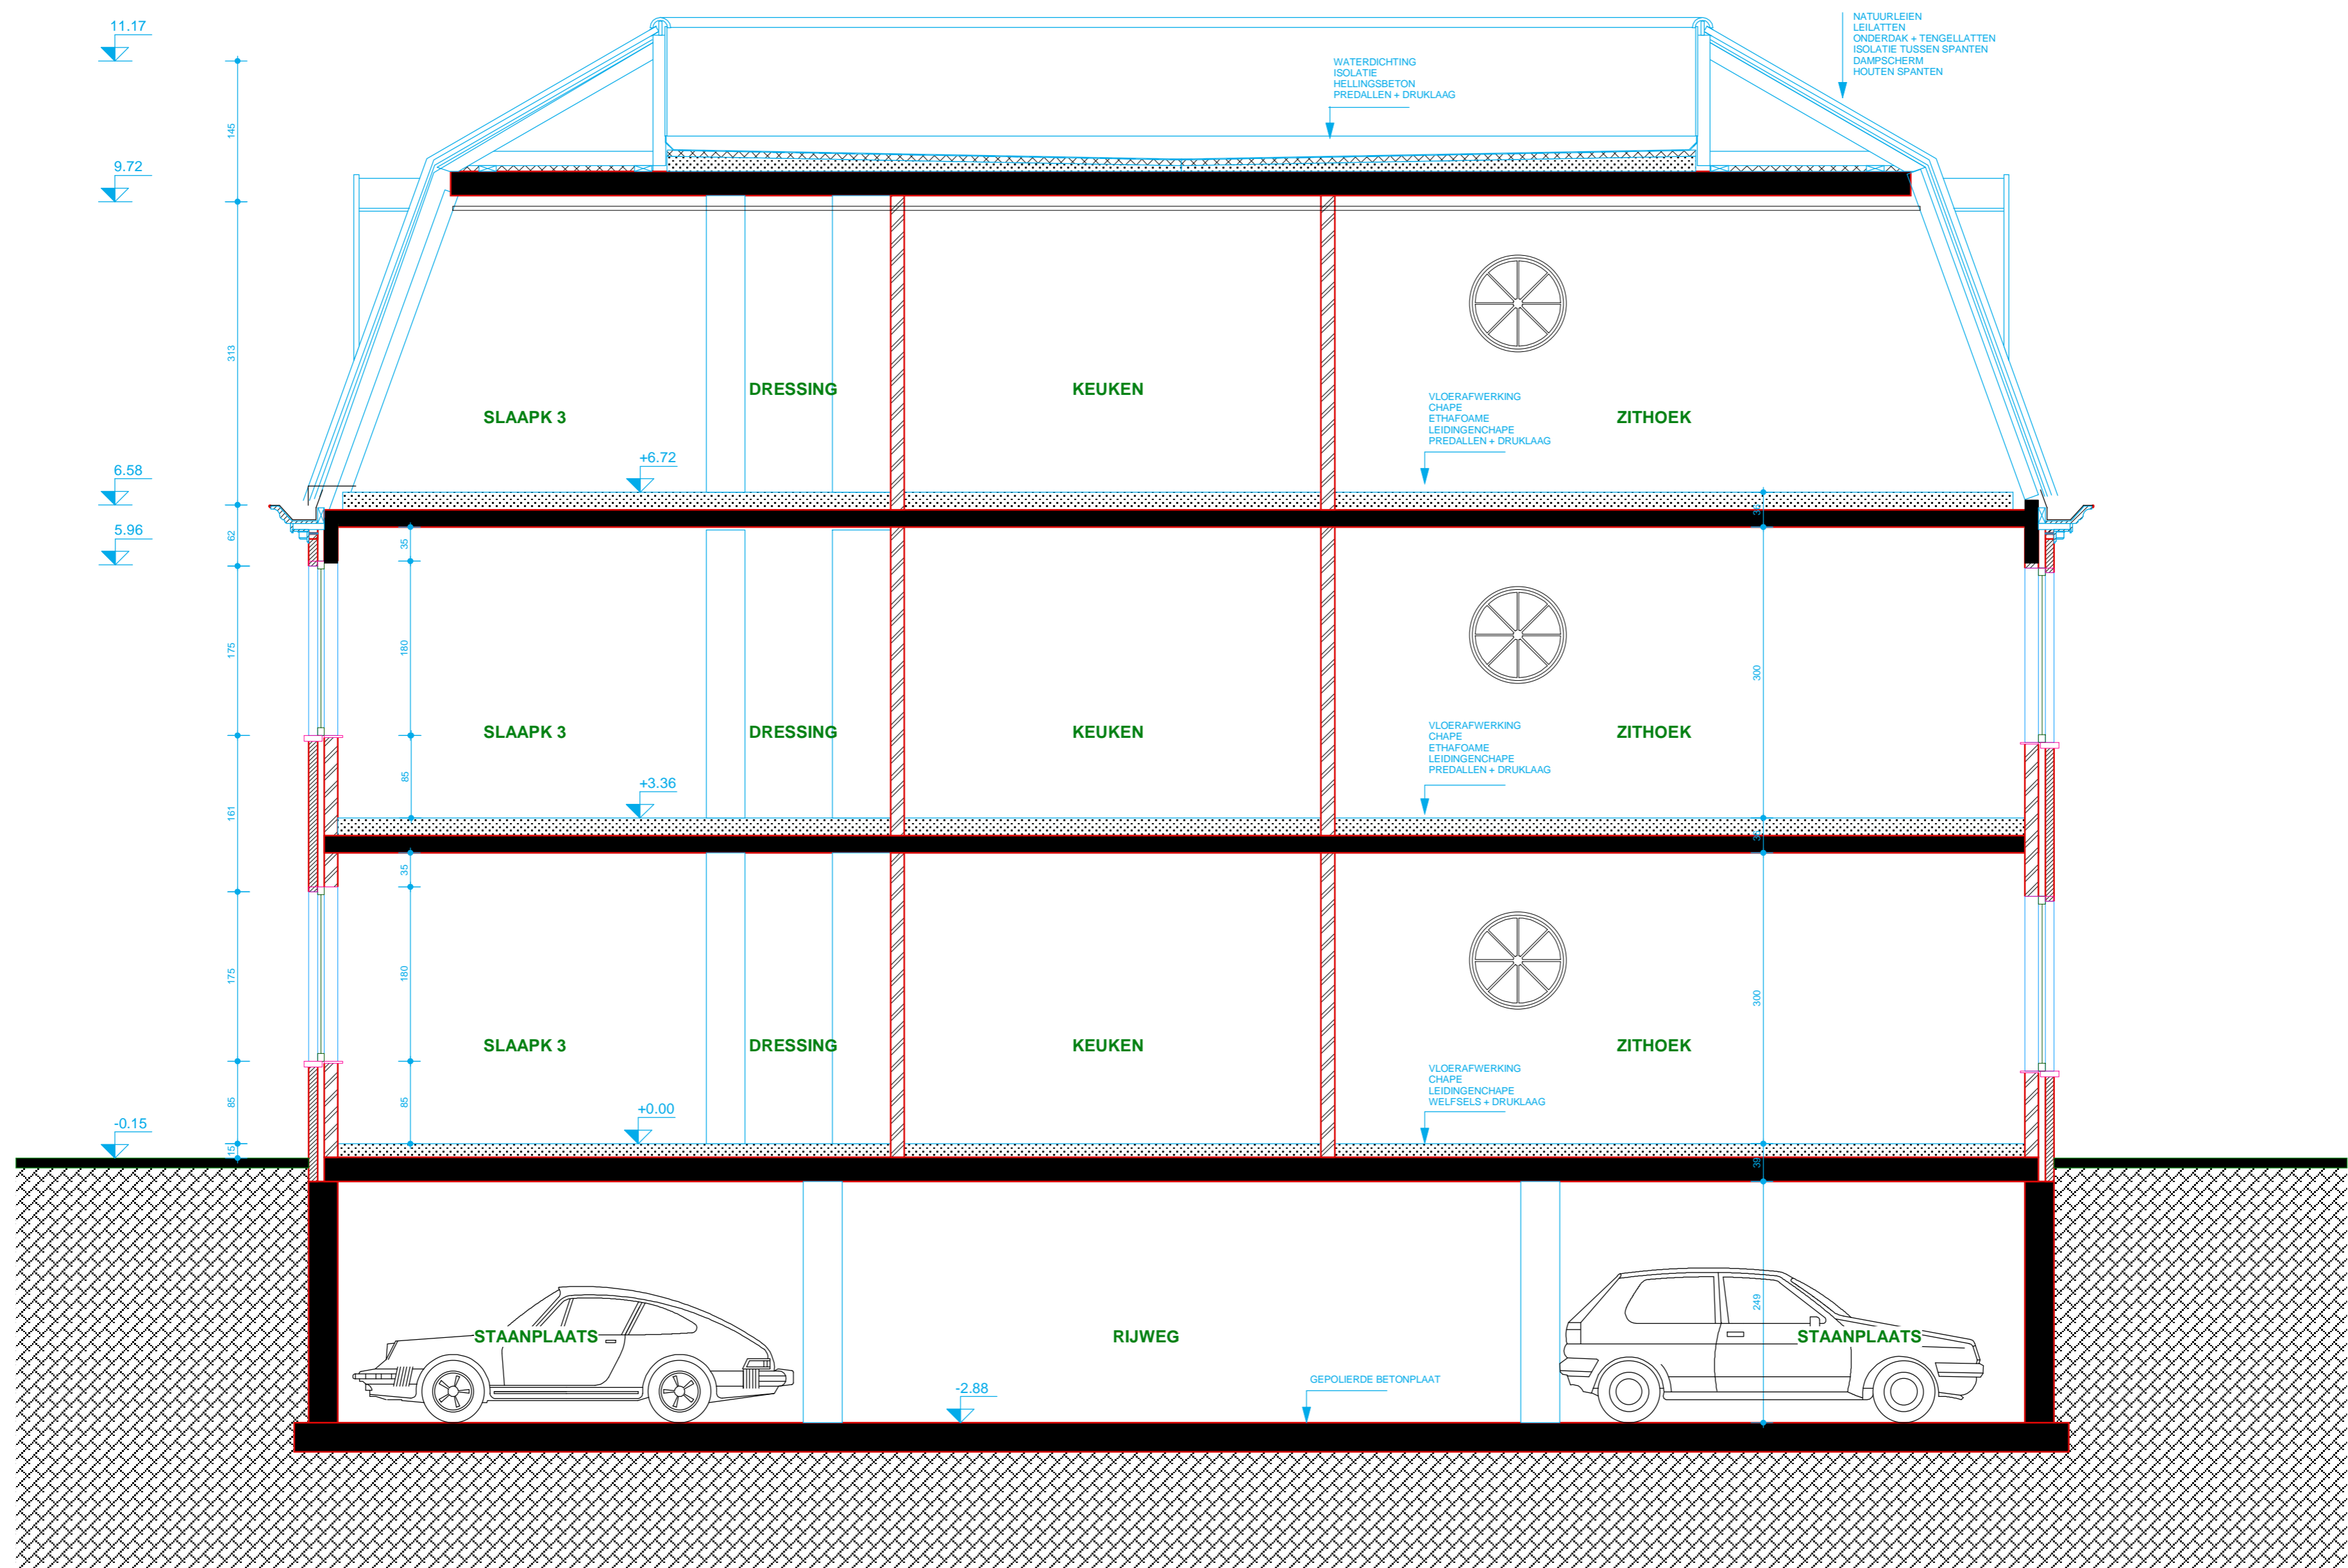 11.17
NATUURLEIEN
LEILATTEN
ONDERDAK + TENGELLATTEN
ISOLATIE TUSSEN SPANTEN
DAMPSCHERM
HOUTEN SPANTEN
WATERDICHTING
ISOLATIE
HELLINGSBETON
PREDALLEN + DRUKLAAG
145
9.72
313
SLAAPK 3
DRESSING
KEUKEN
VLOERAFWERKING
CHAPE
ETHAFOAME
LEIDINGENCHAPE
PREDALLEN + DRUKLAAG
ZITHOEK
6.58
+6.72
5.96
62
35
175
180
300
SLAAPK 3
DRESSING
KEUKEN
VLOERAFWERKING
CHAPE
ETHAFOAME
LEIDINGENCHAPE
PREDALLEN + DRUKLAAG
ZITHOEK
85
+3.36
161
35
175
180
300
SLAAPK 3
DRESSING
KEUKEN
ZITHOEK
VLOERAFWERKING
CHAPE
LEIDINGENCHAPE
WELFSELS + DRUKLAAG
85
85
+0.00
-0.15
15
39
249
STAANPLAATS
RIJWEG
STAANPLAATS
-2.88
GEPOLIERDE BETONPLAAT